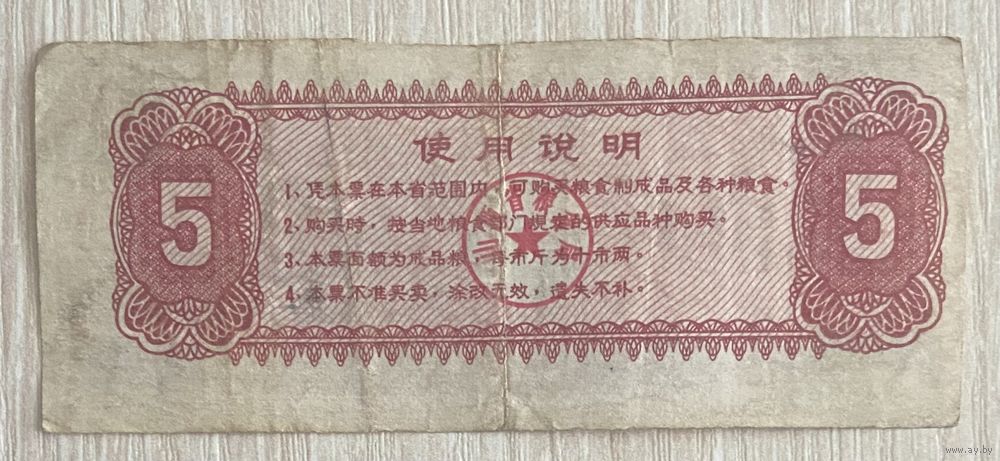 使用说明
5
1、凭本票在本省范围内，可购买粮食制成品及各种粮食。
2、购买時，按当地粮食部门規定的供应品种购买。
3、本票面额为成品粮，每市斤为十市两。
4、本票不准买卖，涂改无效，遗失不补。
5
www.ay.by